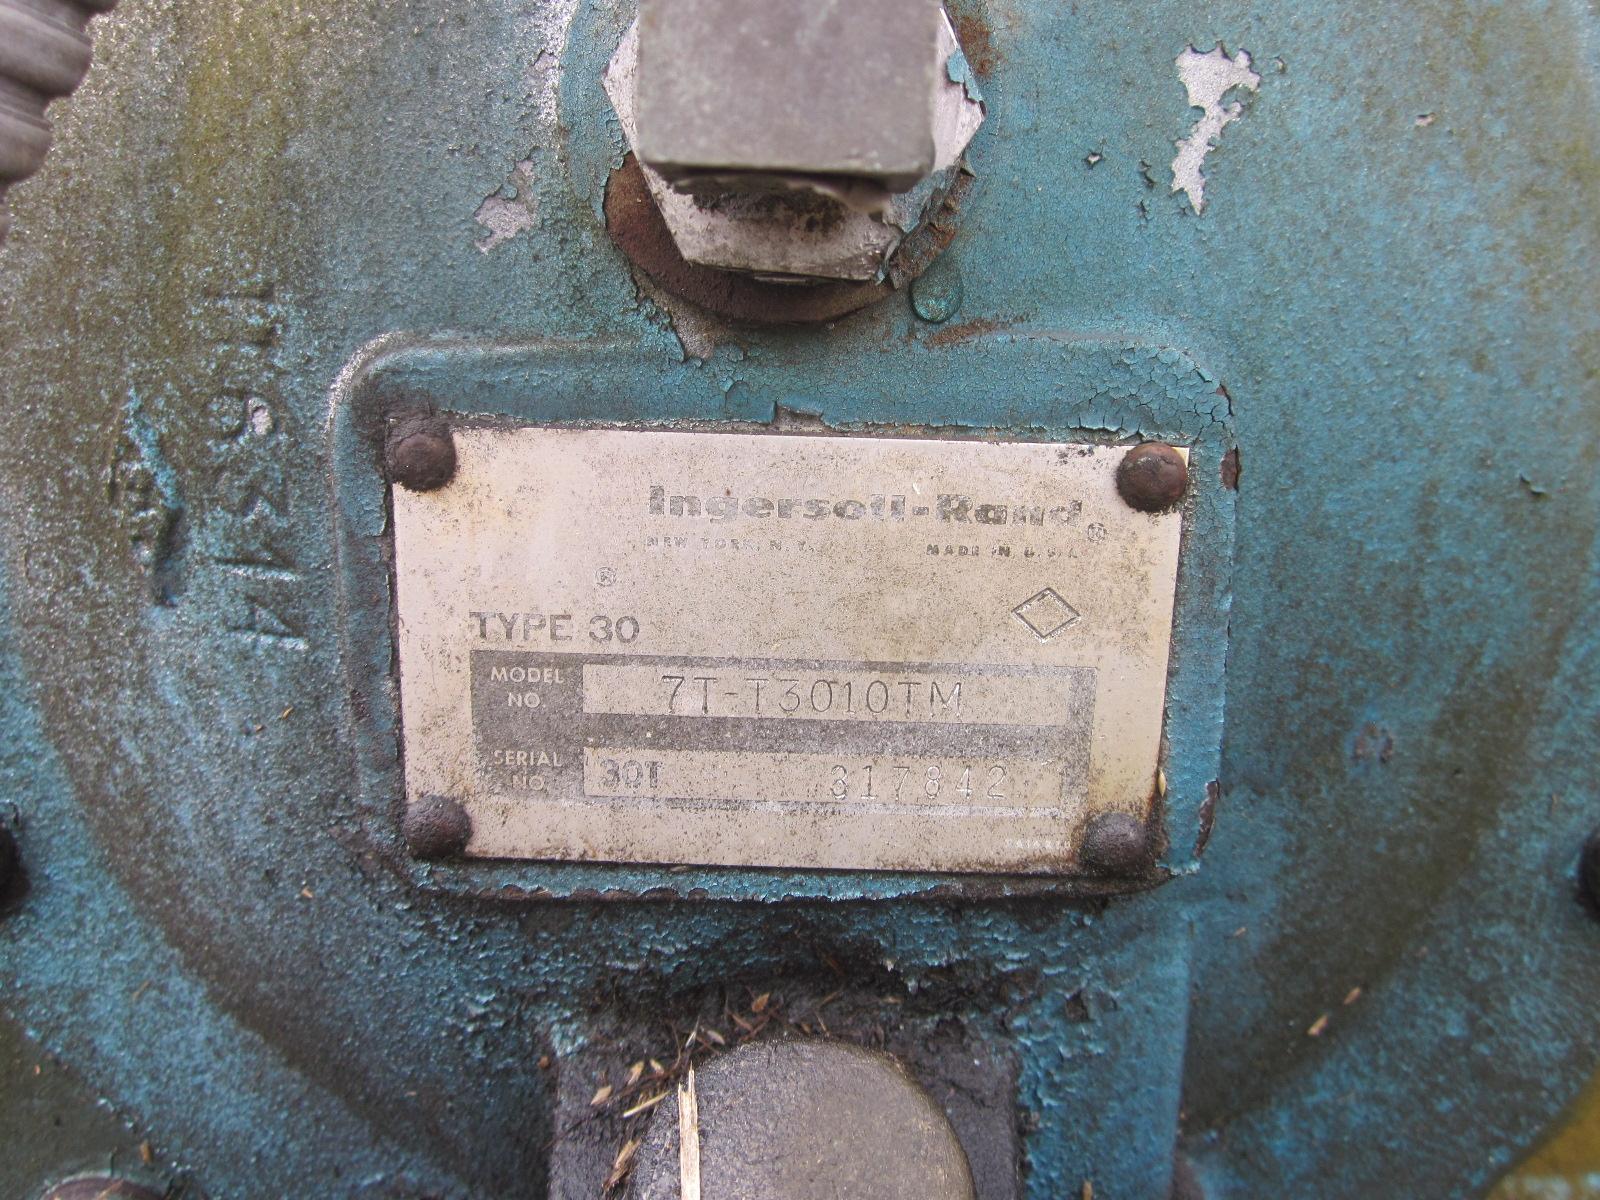 Ingersoll-Rand®
NEW YORK, N.Y. MADE IN U.S.A.
®
TYPE 30
MODEL NO. 7T-T3010TM
SERIAL NO. 30T 317842